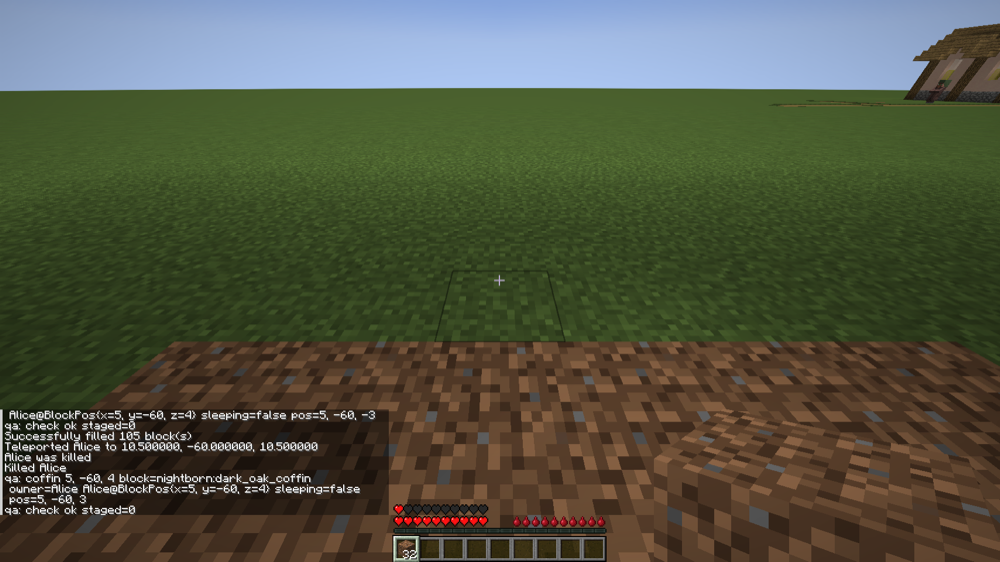 Alice@BlockPos{x=5, y=-60, z=4} sleeping=false pos=5, -60, -3
qa: check ok staged=0
Successfully filled 105 block(s)
Teleported Alice to 10.500000, -60.000000, 10.500000
Alice was killed
Killed Alice
qa: coffin 5, -60, 4 block=nightborn:dark_oak_coffin
owner=Alice Alice@BlockPos{x=5, y=-60, z=4} sleeping=false
pos=5, -60, 3
qa: check ok staged=0
32